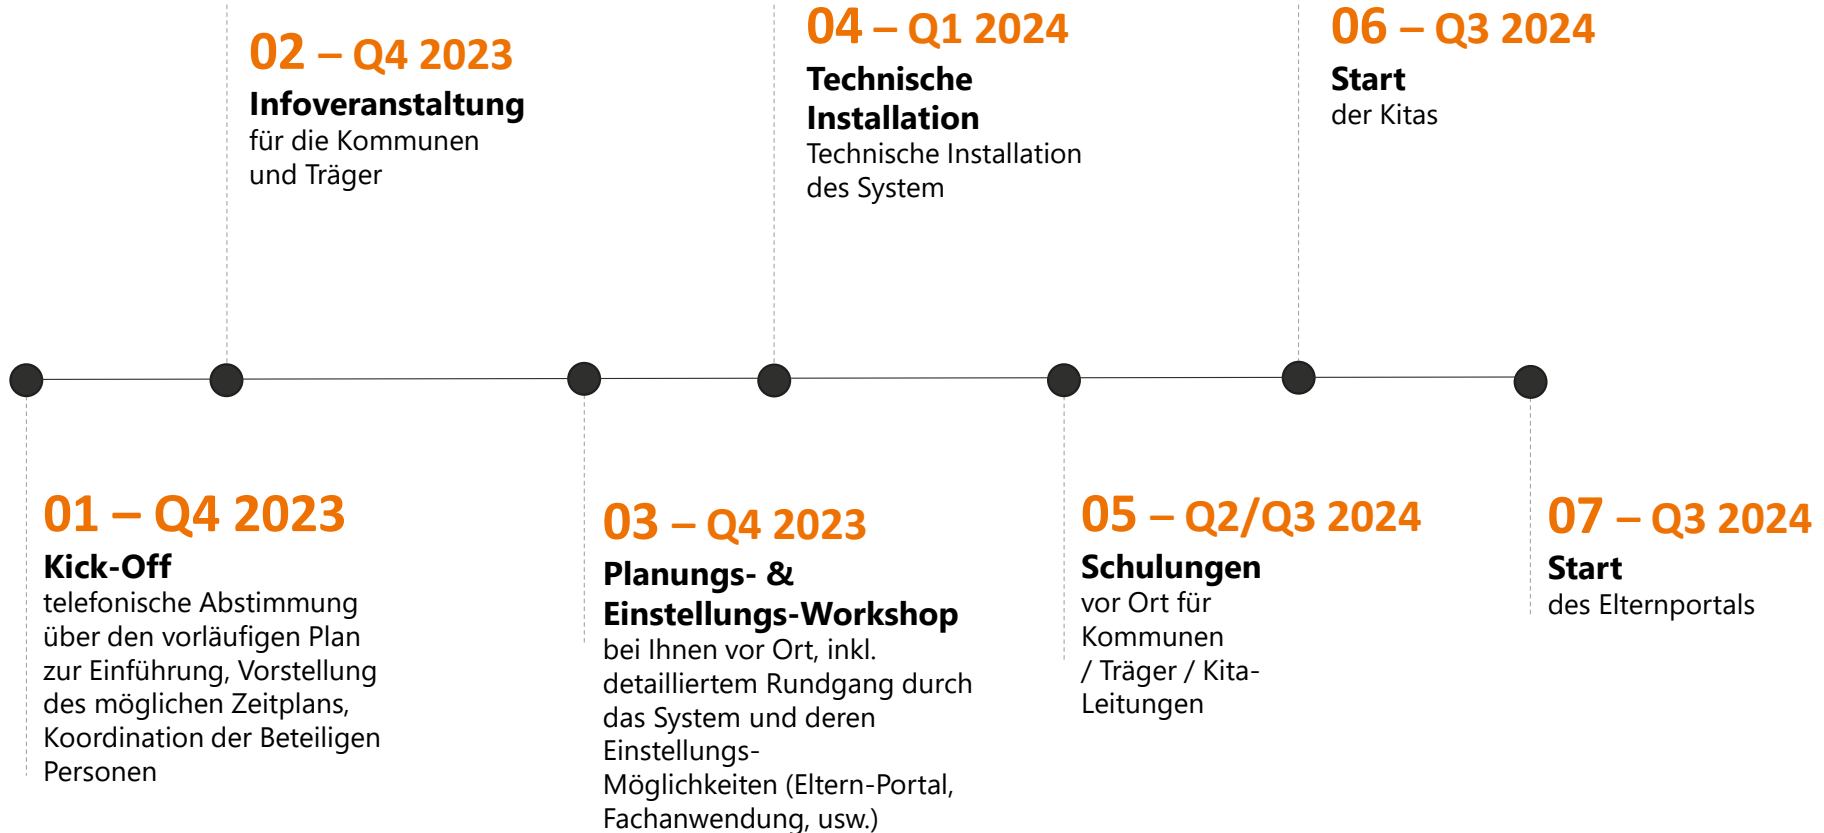 02 – Q4 2023
Infoveranstaltung
für die Kommunen
und Träger
04 – Q1 2024
Technische
Installation
Technische Installation
des System
06 – Q3 2024
Start
der Kitas
01 – Q4 2023
Kick-Off
telefonische Abstimmung
über den vorläufigen Plan
zur Einführung, Vorstellung
des möglichen Zeitplans,
Koordination der Beteiligen
Personen
03 – Q4 2023
Planungs- &
Einstellungs-Workshop
bei Ihnen vor Ort, inkl.
detailliertem Rundgang durch
das System und deren
Einstellungs-
Möglichkeiten (Eltern-Portal,
Fachanwendung, usw.)
05 – Q2/Q3 2024
Schulungen
vor Ort für
Kommunen
/ Träger / Kita-
Leitungen
07 – Q3 2024
Start
des Elternportals